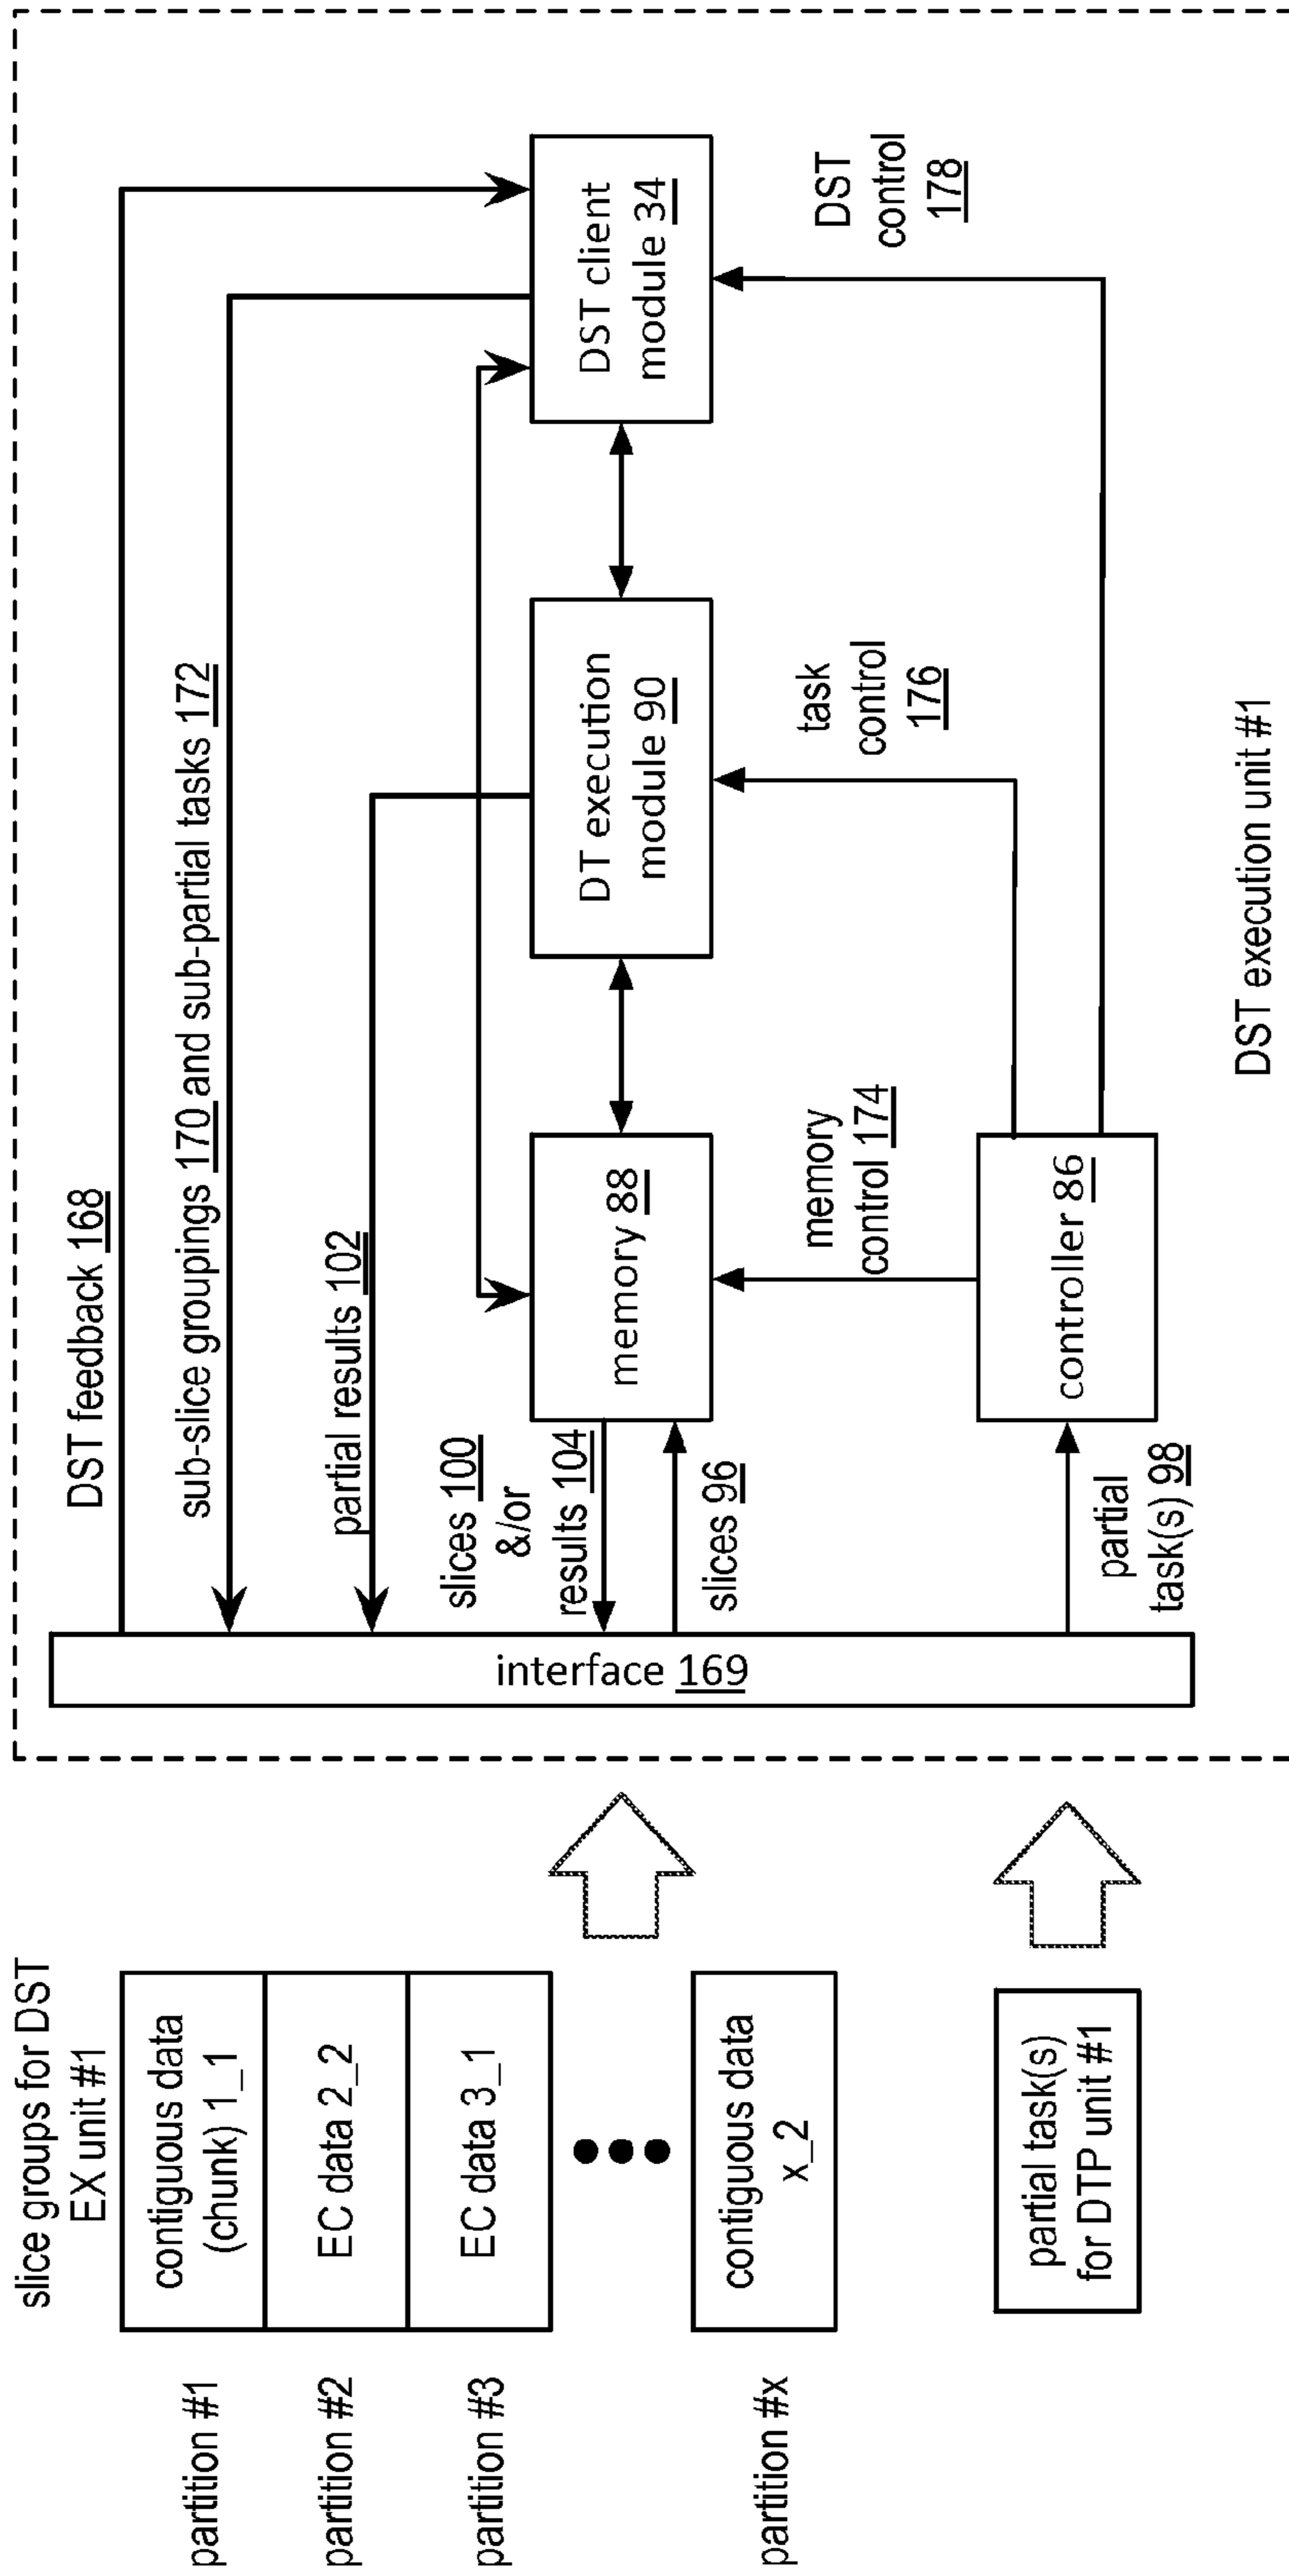 slice groups for DST
EX unit #1
partition #1
contiguous data
(chunk) 1_1
partition #2
EC data 2_2
partition #3
EC data 3_1
partition #x
contiguous data
x_2
partial task(s)
for DTP unit #1
interface 169
DST feedback 168
sub-slice groupings 170 and sub-partial tasks 172
partial results 102
slices 100
&/or
results 104
slices 96
partial
task(s) 98
memory 88
DT execution
module 90
DST client
module 34
memory
control 174
task
control
176
DST
control
178
controller 86
DST execution unit #1